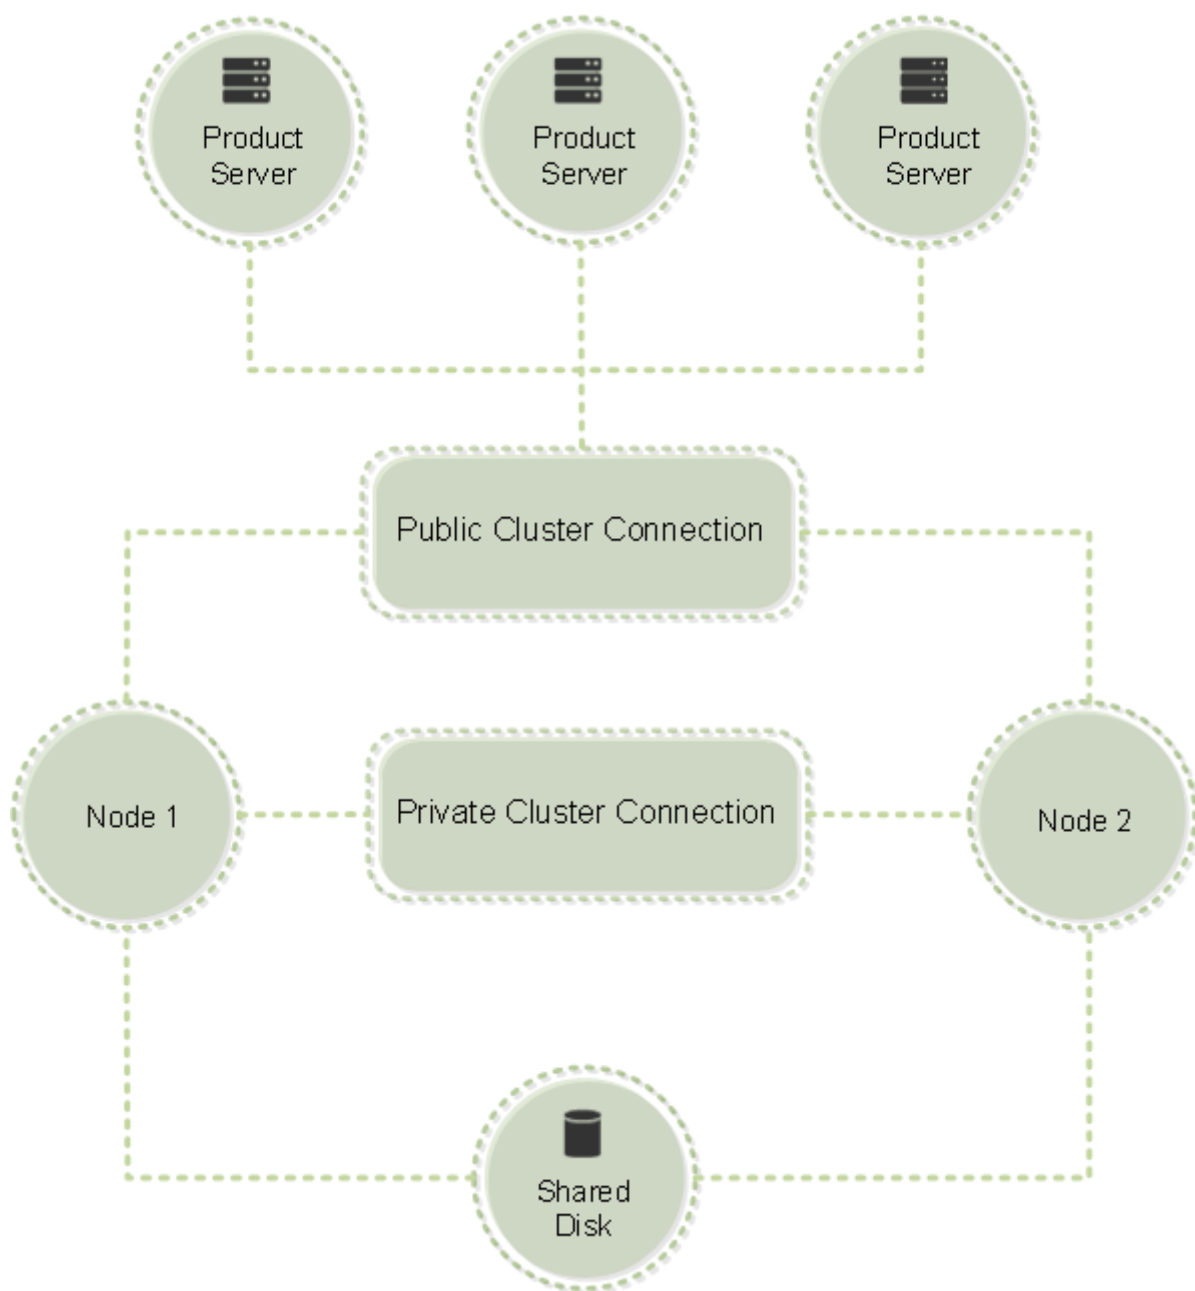 Product
Server
Product
Server
Product
Server
Public Cluster Connection
Node 1
Private Cluster Connection
Node 2
Shared
Disk